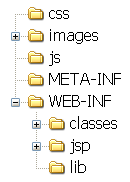 css
images
js
META-INF
WEB-INF
classes
jsp
lib